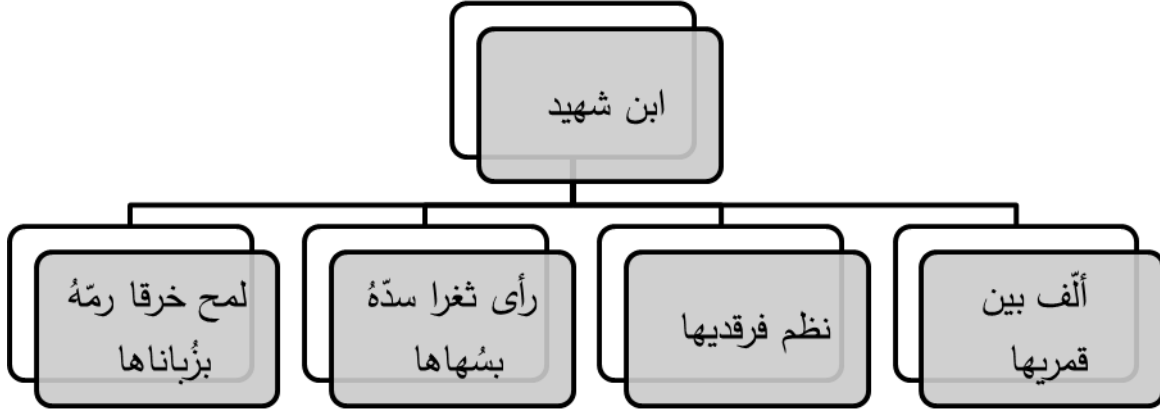 ابن شهيد
ألّف بين
قمريها
نظم فرقديها
رأى ثغرا سدّهُ
بسُهاها
لمح خرقا رمّهُ
بزُباناها